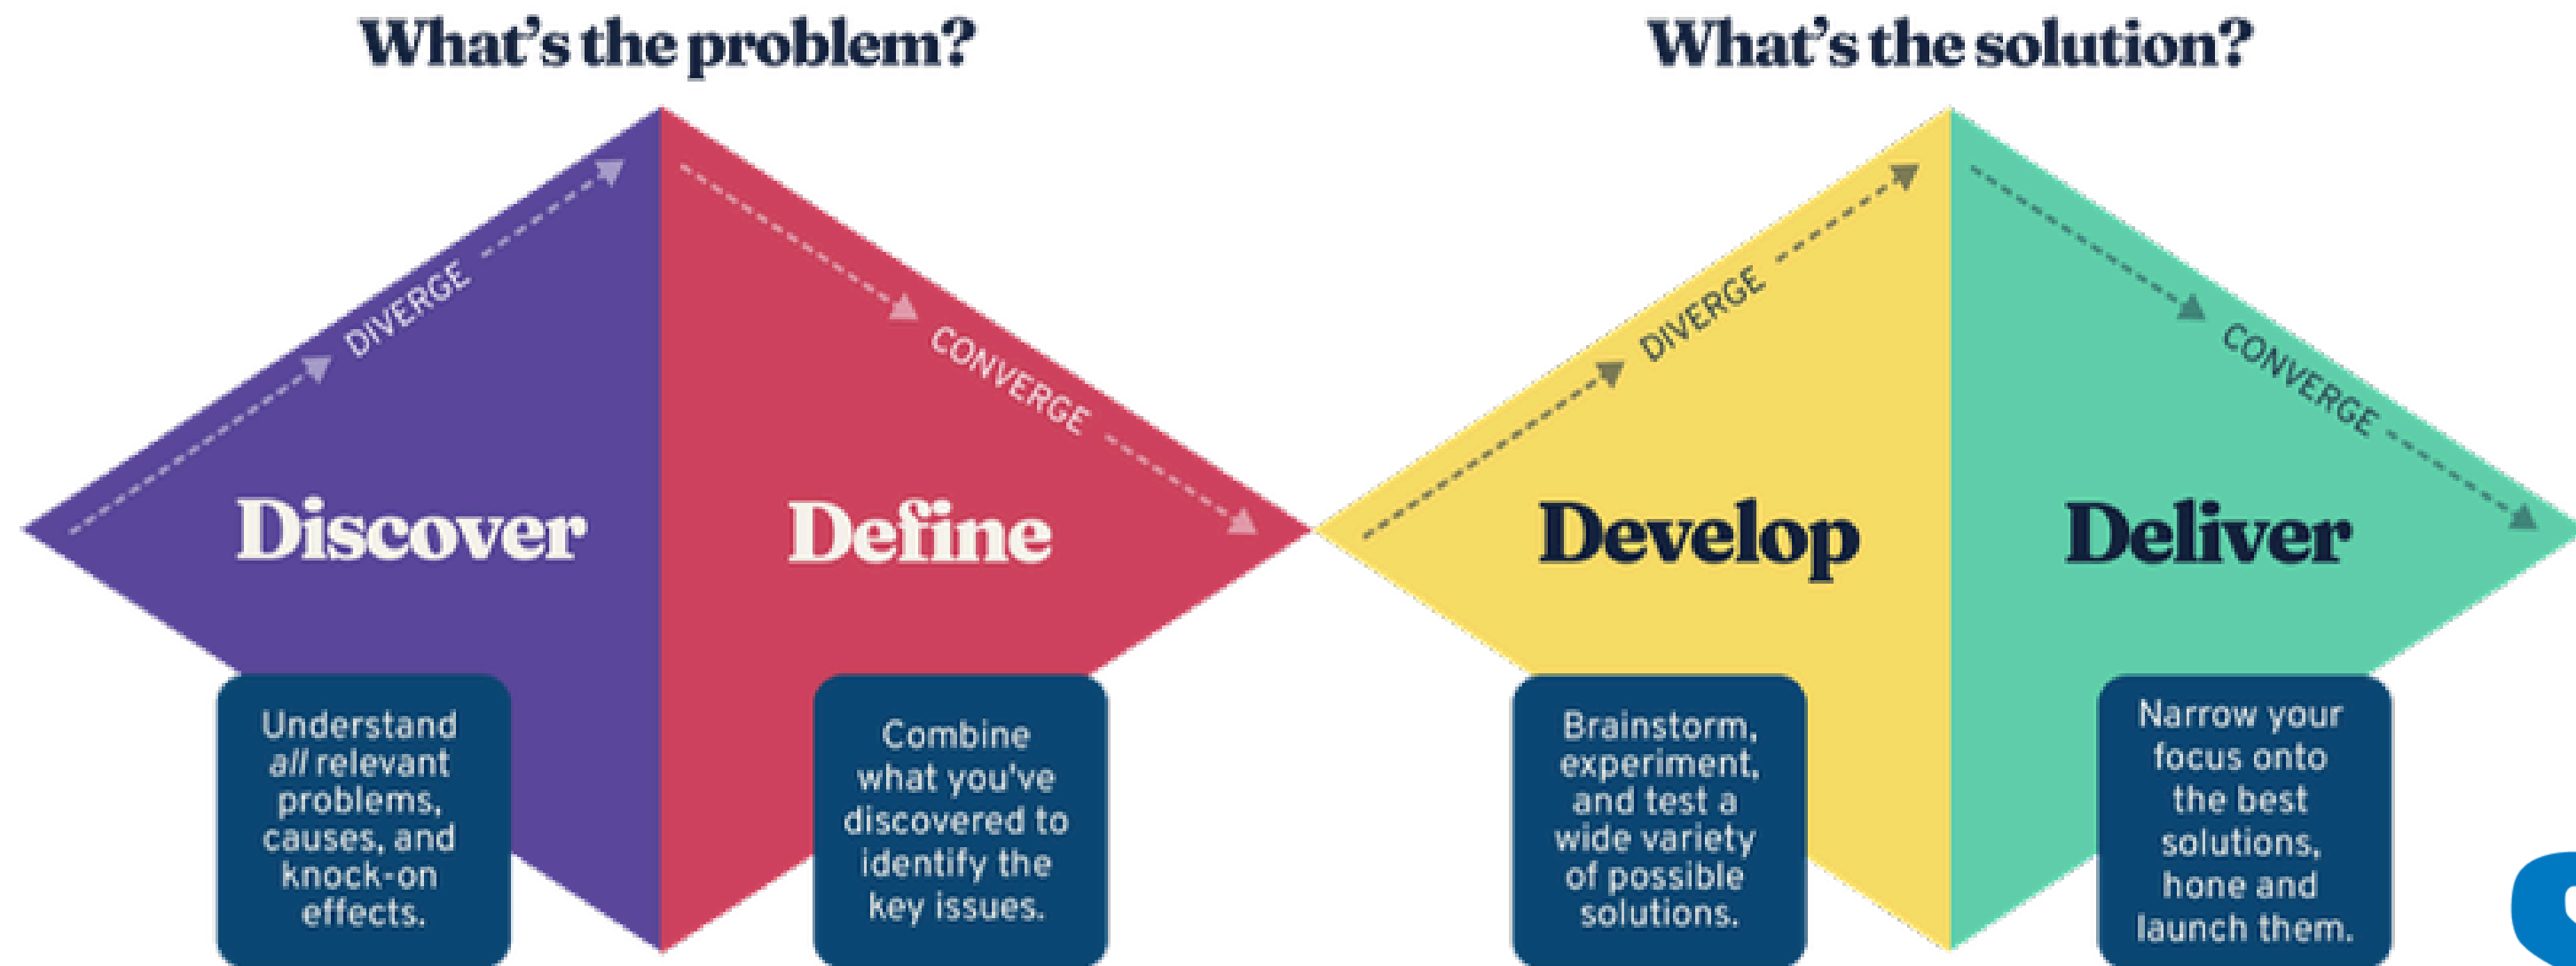 What's the problem?
What's the solution?
DIVERGE
CONVERGE
DIVERGE
CONVERGE
Discover
Define
Develop
Deliver
Understand
all relevant
problems,
causes, and
knock-on
effects.
Combine
what you've
discovered to
identify the
key issues.
Brainstorm,
experiment,
and test a
wide variety
of possible
solutions.
Narrow your
focus onto
the best
solutions,
hone and
launch them.